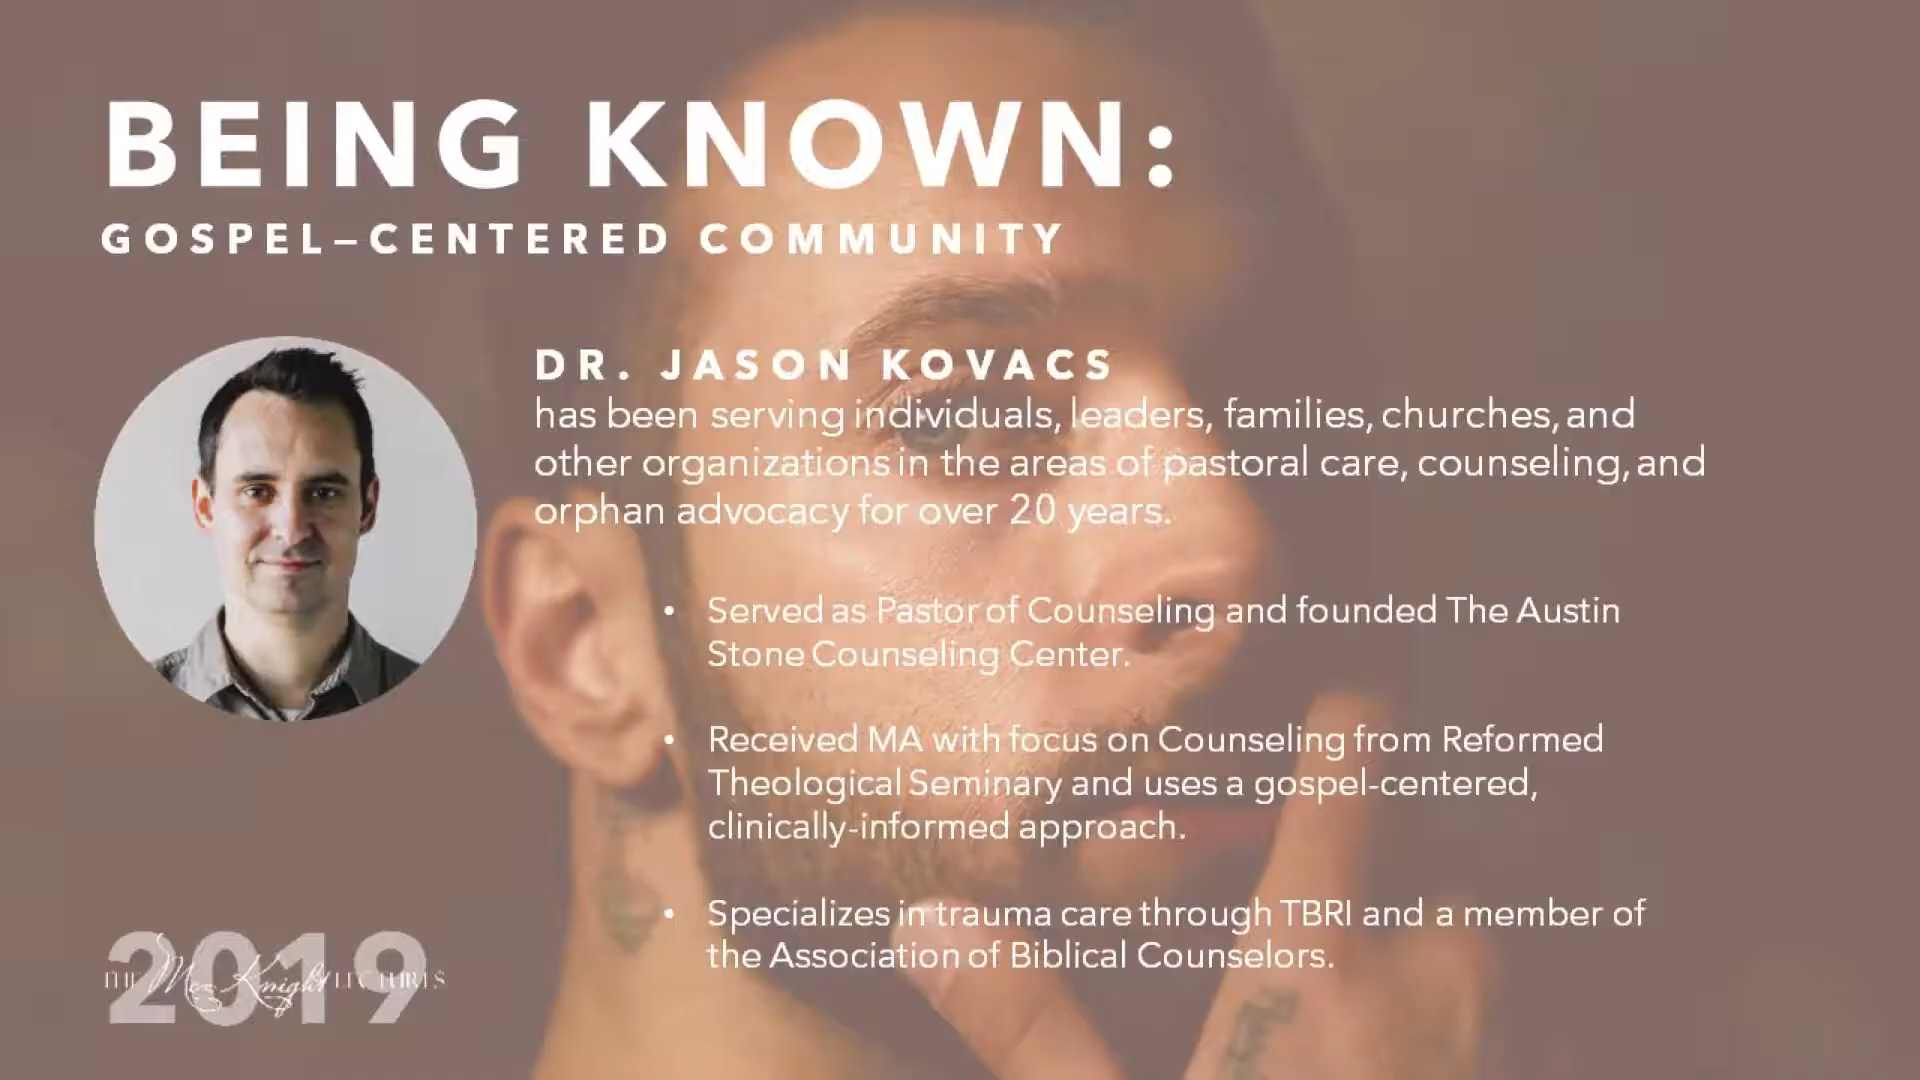 BEING KNOWN:
GOSPEL–CENTERED COMMUNITY
DR. JASON KOVACS
has been serving individuals, leaders, families, churches, and
other organizations in the areas of pastoral care, counseling, and
orphan advocacy for over 20 years.
• Served as Pastor of Counseling and founded The Austin
Stone Counseling Center.
• Received MA with focus on Counseling from Reformed
Theological Seminary and uses a gospel-centered,
clinically-informed approach.
• Specializes in trauma care through TBRI and a member of
the Association of Biblical Counselors.
2019
THE MacKnight LECTURES